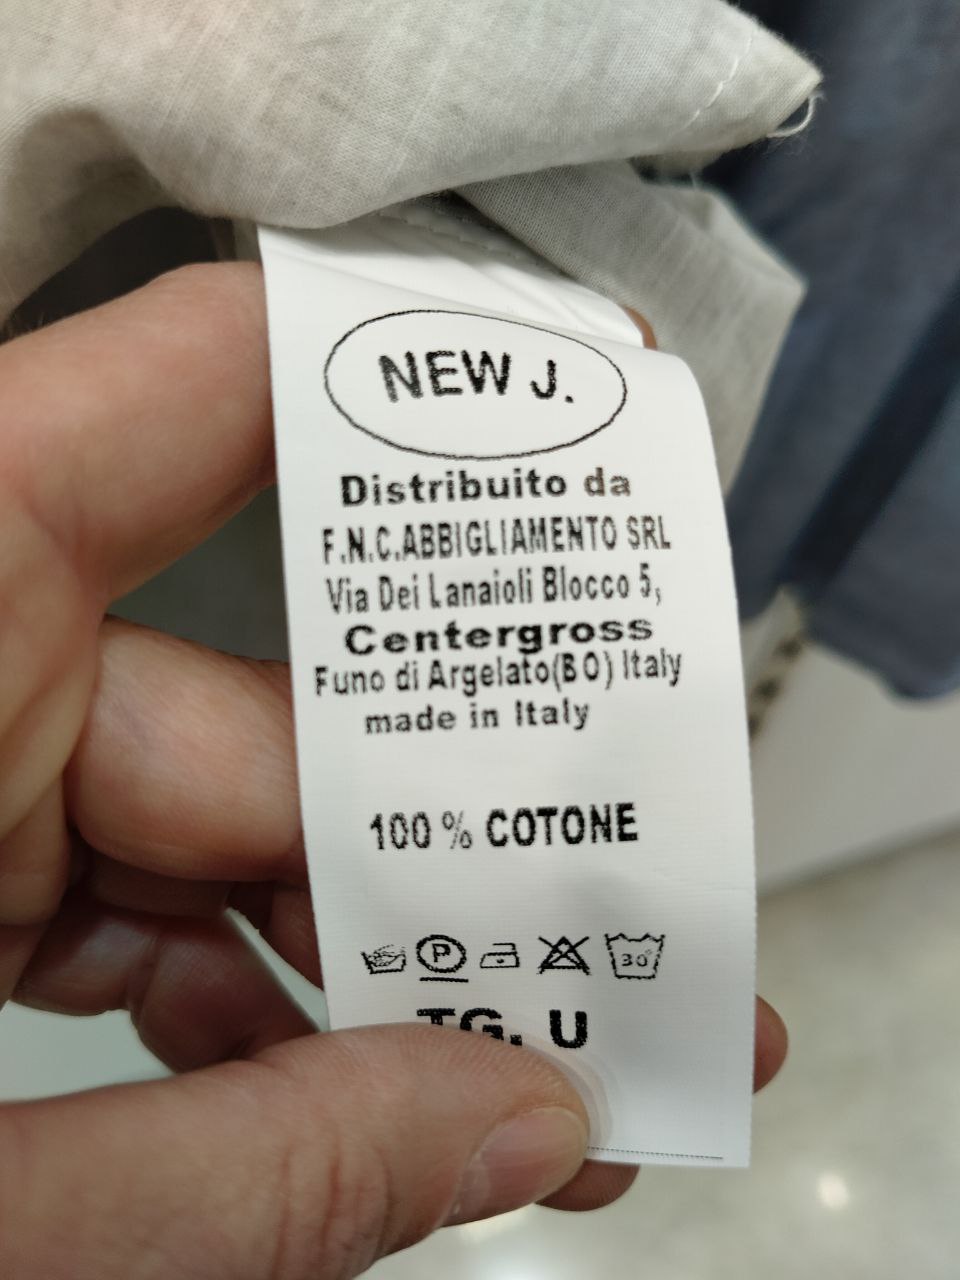 NEW J.
Distribuito da
F.N.C.ABBIGLIAMENTO SRL
Via Dei Lanaioli Blocco 5,
Centergross
Funo di Argelato(BO) Italy
made in Italy
100 % COTONE
P 30°
TG. U